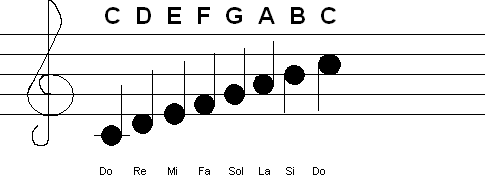 C D E F G A B C
Do Re Mi Fa Sol La Si Do